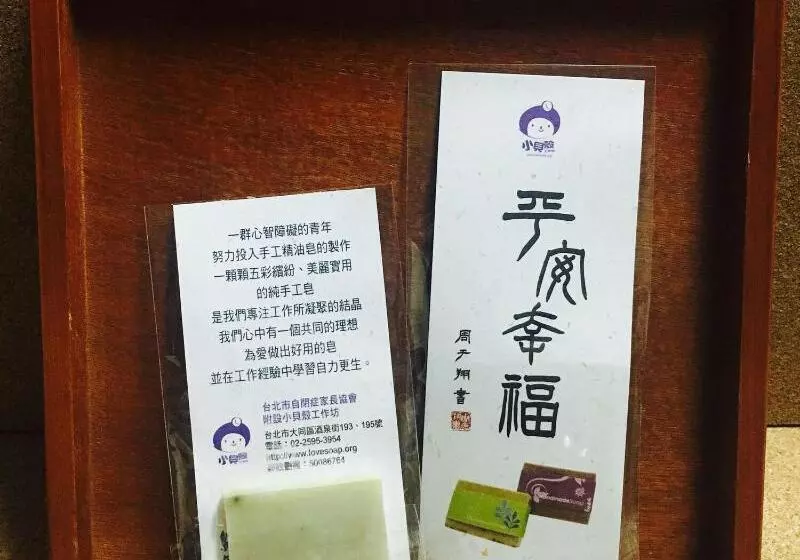 一群心智障礙的青年
努力投入手工精油皂的製作
一顆顆五彩繽紛、美麗實用
的純手工皂
是我們專注工作所凝聚的結晶
我們心中有一個共同的理想
為愛做出好用的皂
並在工作經驗中學習自力更生。
台北市自閉症家長協會
附設小貝殼工作坊
台北市大同區酒泉街193、195號
電話：02-2595-3954
http://www.lovesoap.org
小貝殼
小貝殼
平安幸福
周子翔書